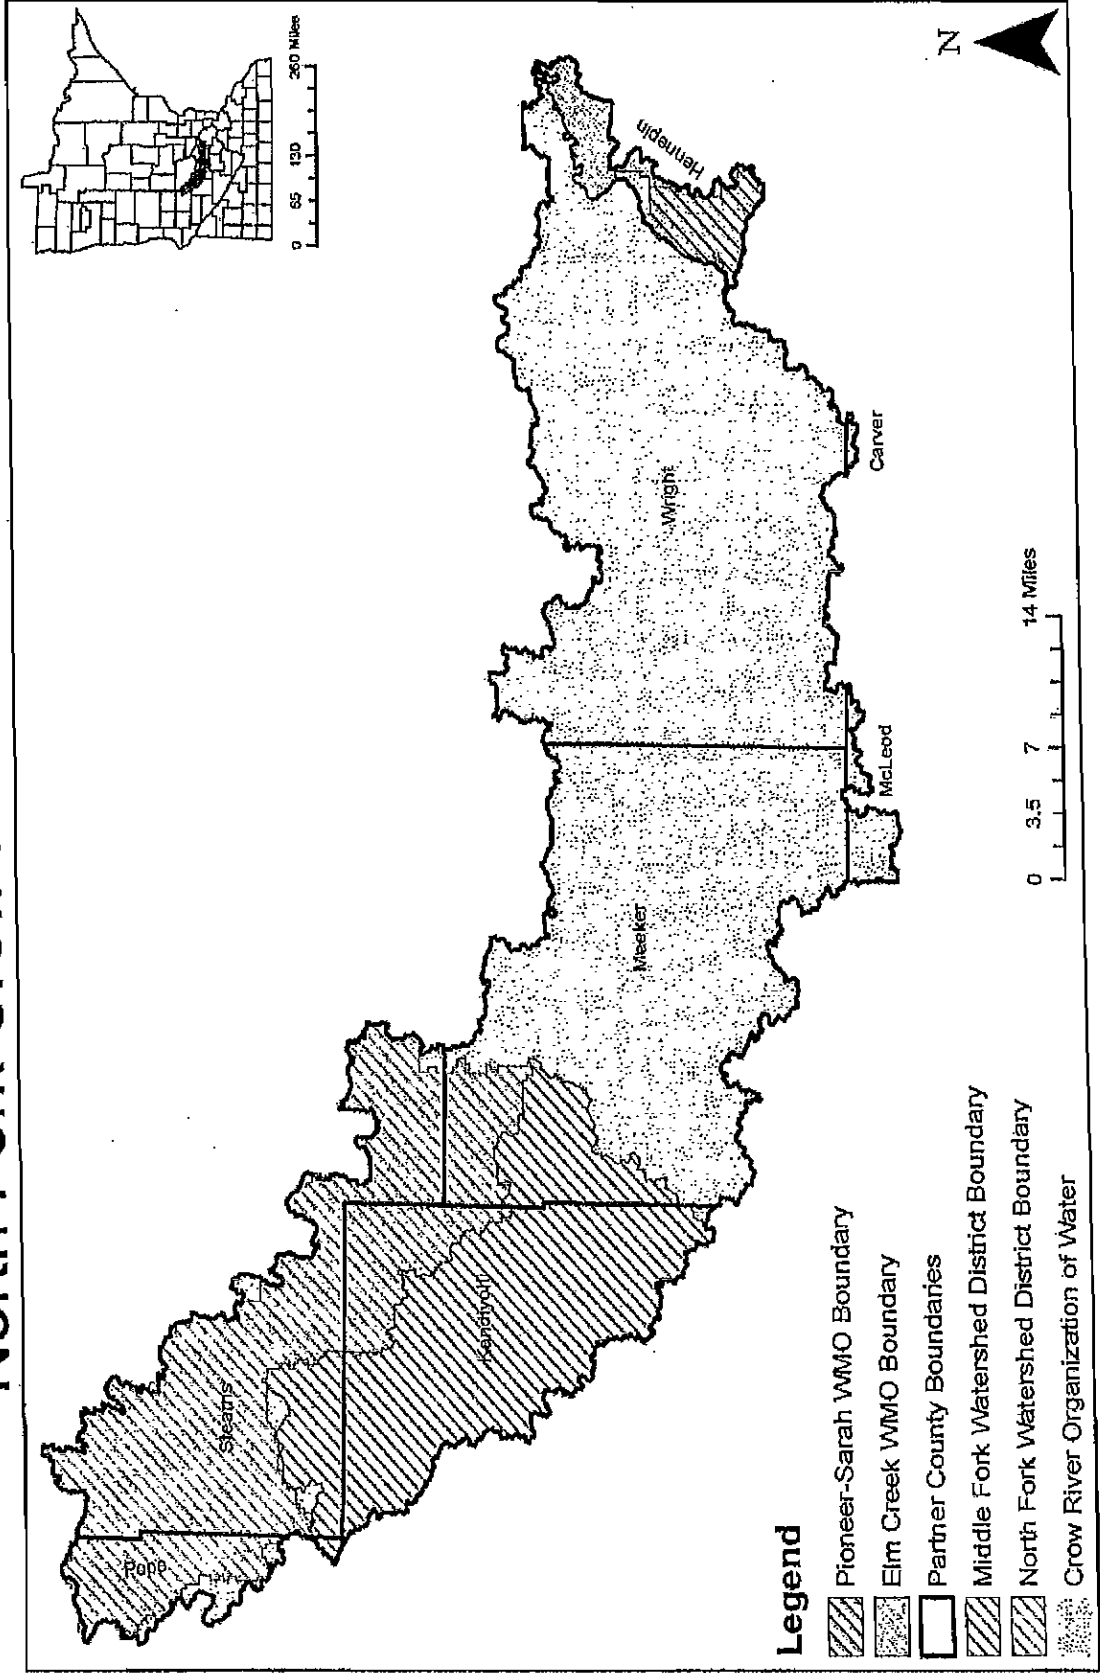 0 65 130 260 Miles
N
Hennepin
Wright
Carver
Meeker
McLeod
Stearns
Kandiyohi
Pope
0 3.5 7 14 Miles
Legend
Pioneer-Sarah WMO Boundary
Elm Creek WMO Boundary
Partner County Boundaries
Middle Fork Watershed District Boundary
North Fork Watershed District Boundary
Crow River Organization of Water